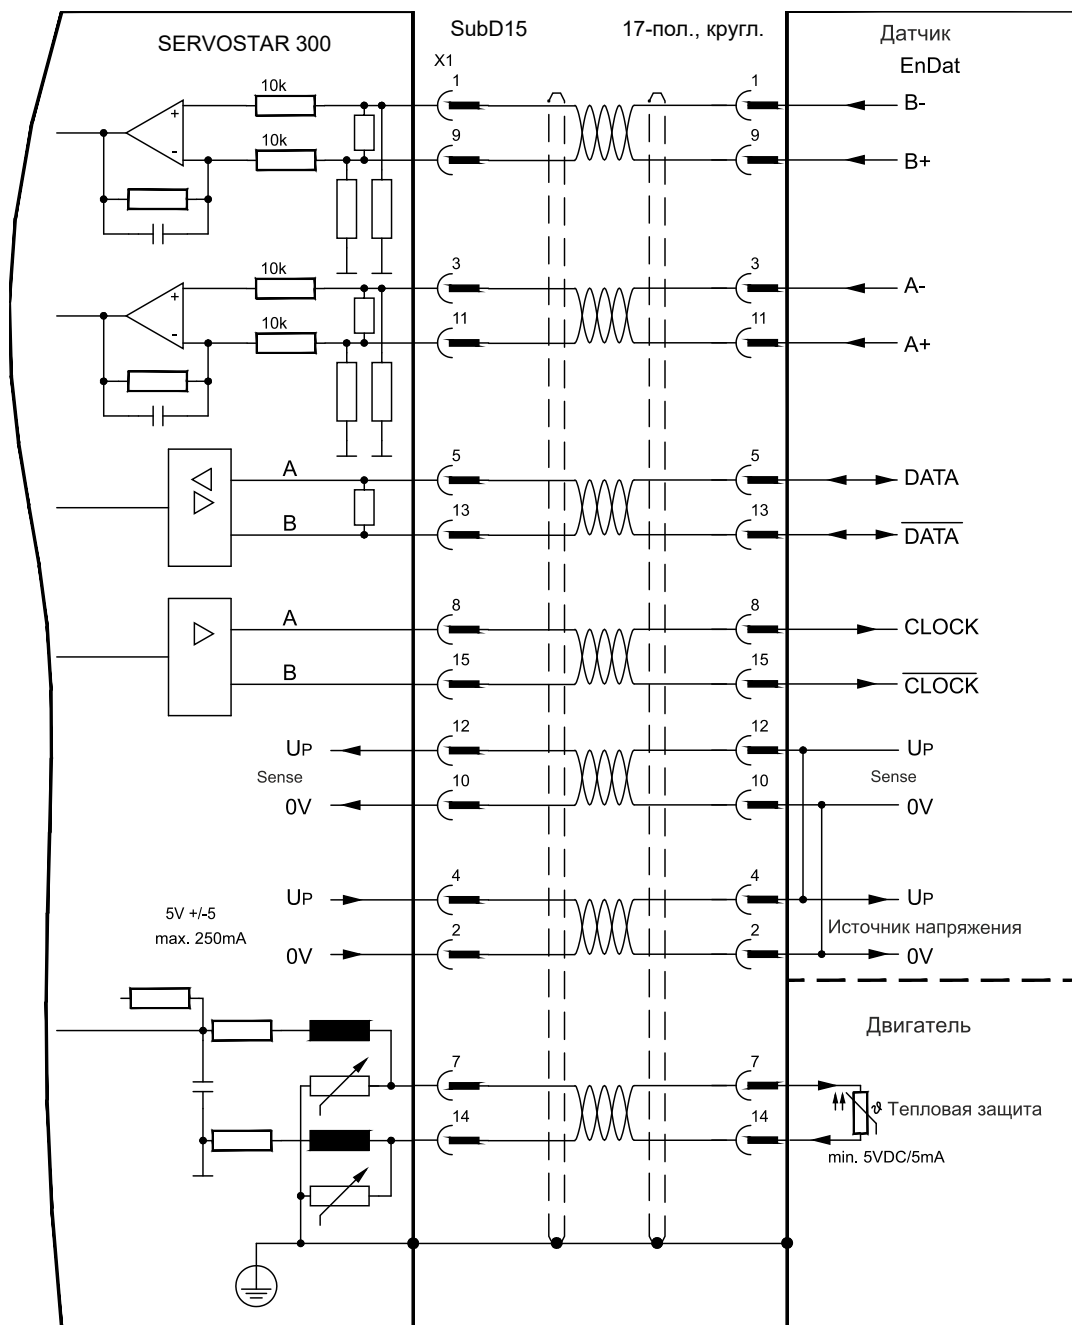 SERVOSTAR 300
SubD15
17-пол., кругл.
Датчик
EnDat
X1
10k
+
-
10k
1
9
1
9
B-
B+
10k
+
-
10k
3
11
3
11
A-
A+
A
B
5
13
5
13
DATA
DATA
A
B
8
15
8
15
CLOCK
CLOCK
UP
Sense
0V
12
10
12
10
UP
Sense
0V
5V +/-5
max. 250mA
UP
0V
4
2
4
2
UP
Источник напряжения
0V
Двигатель
7
14
7
14
ϑ Тепловая защита
min. 5VDC/5mA